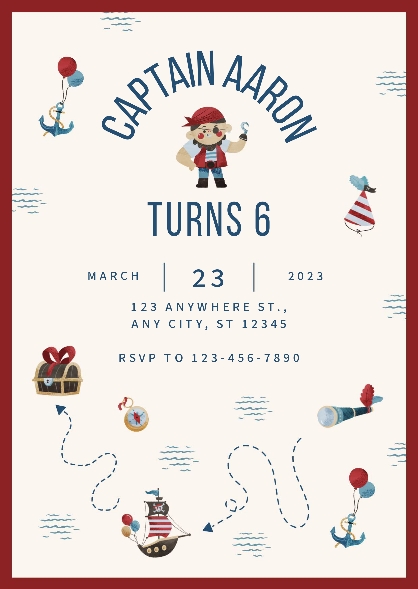 CAPTAIN AARON
TURNS 6
MARCH | 23 | 2023
123 ANYWHERE ST.,
ANY CITY, ST 12345
RSVP TO 123-456-7890